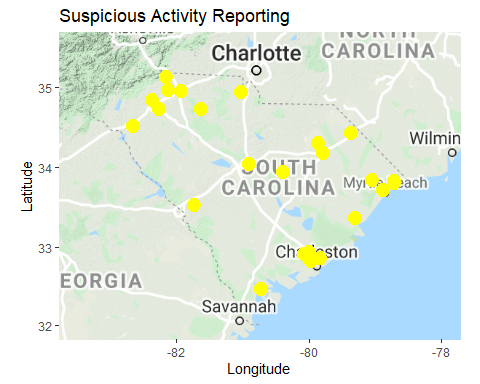 Suspicious Activity Reporting
Asheville
NORTH
CAROLINA
Charlotte
35
Wilmin
34
SOUTH
CAROLINA
Myrtle Beach
Latitude
33
Charleston
EORGIA
Savannah
32
-82
-80
-78
Longitude